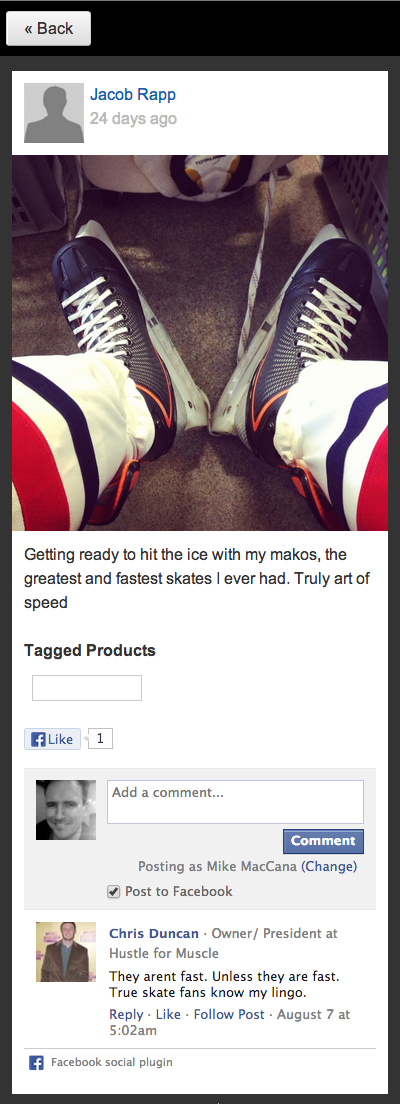 « Back
Jacob Rapp
24 days ago
Getting ready to hit the ice with my makos, the
greatest and fastest skates I ever had. Truly art of
speed
Tagged Products
Like 1
Add a comment...
Comment
Posting as Mike MacCana (Change)
Post to Facebook
Chris Duncan · Owner/ President at
Hustle for Muscle
They arent fast. Unless they are fast.
True skate fans know my lingo.
Reply · Like · Follow Post · August 7 at
5:02am
Facebook social plugin